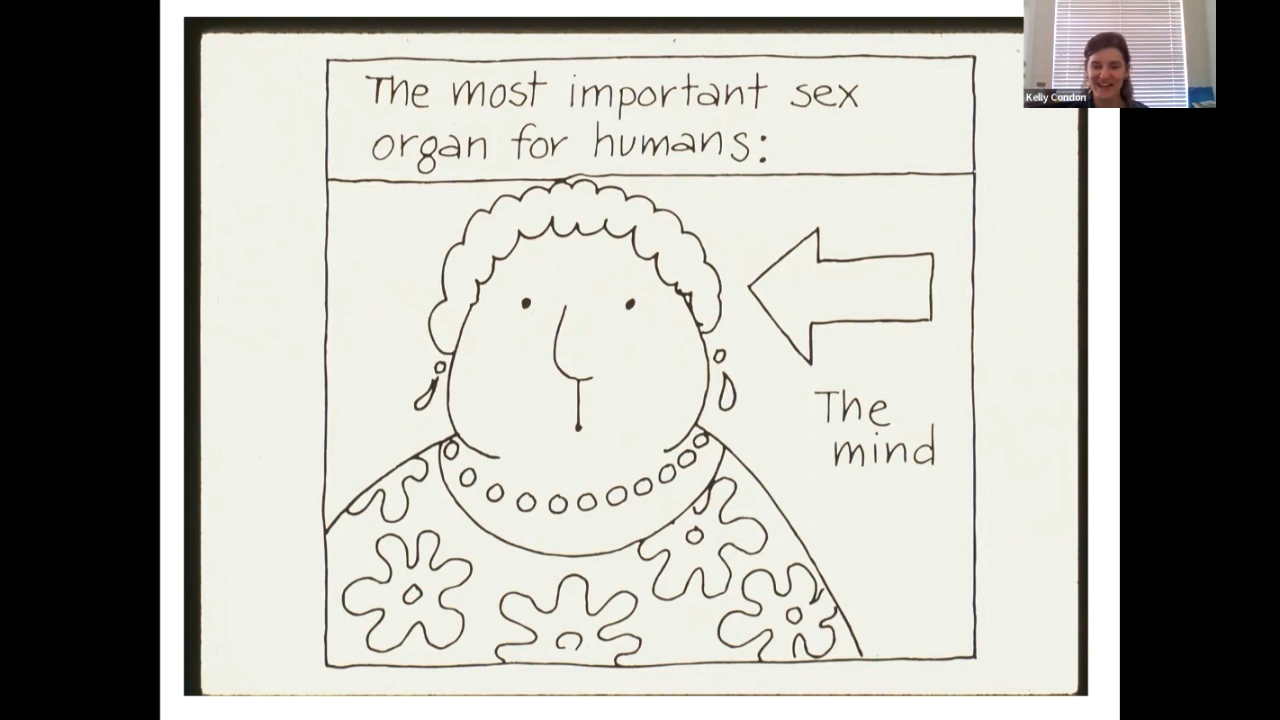 The most important sex
organ for humans:
The
mind
Kelly Condon